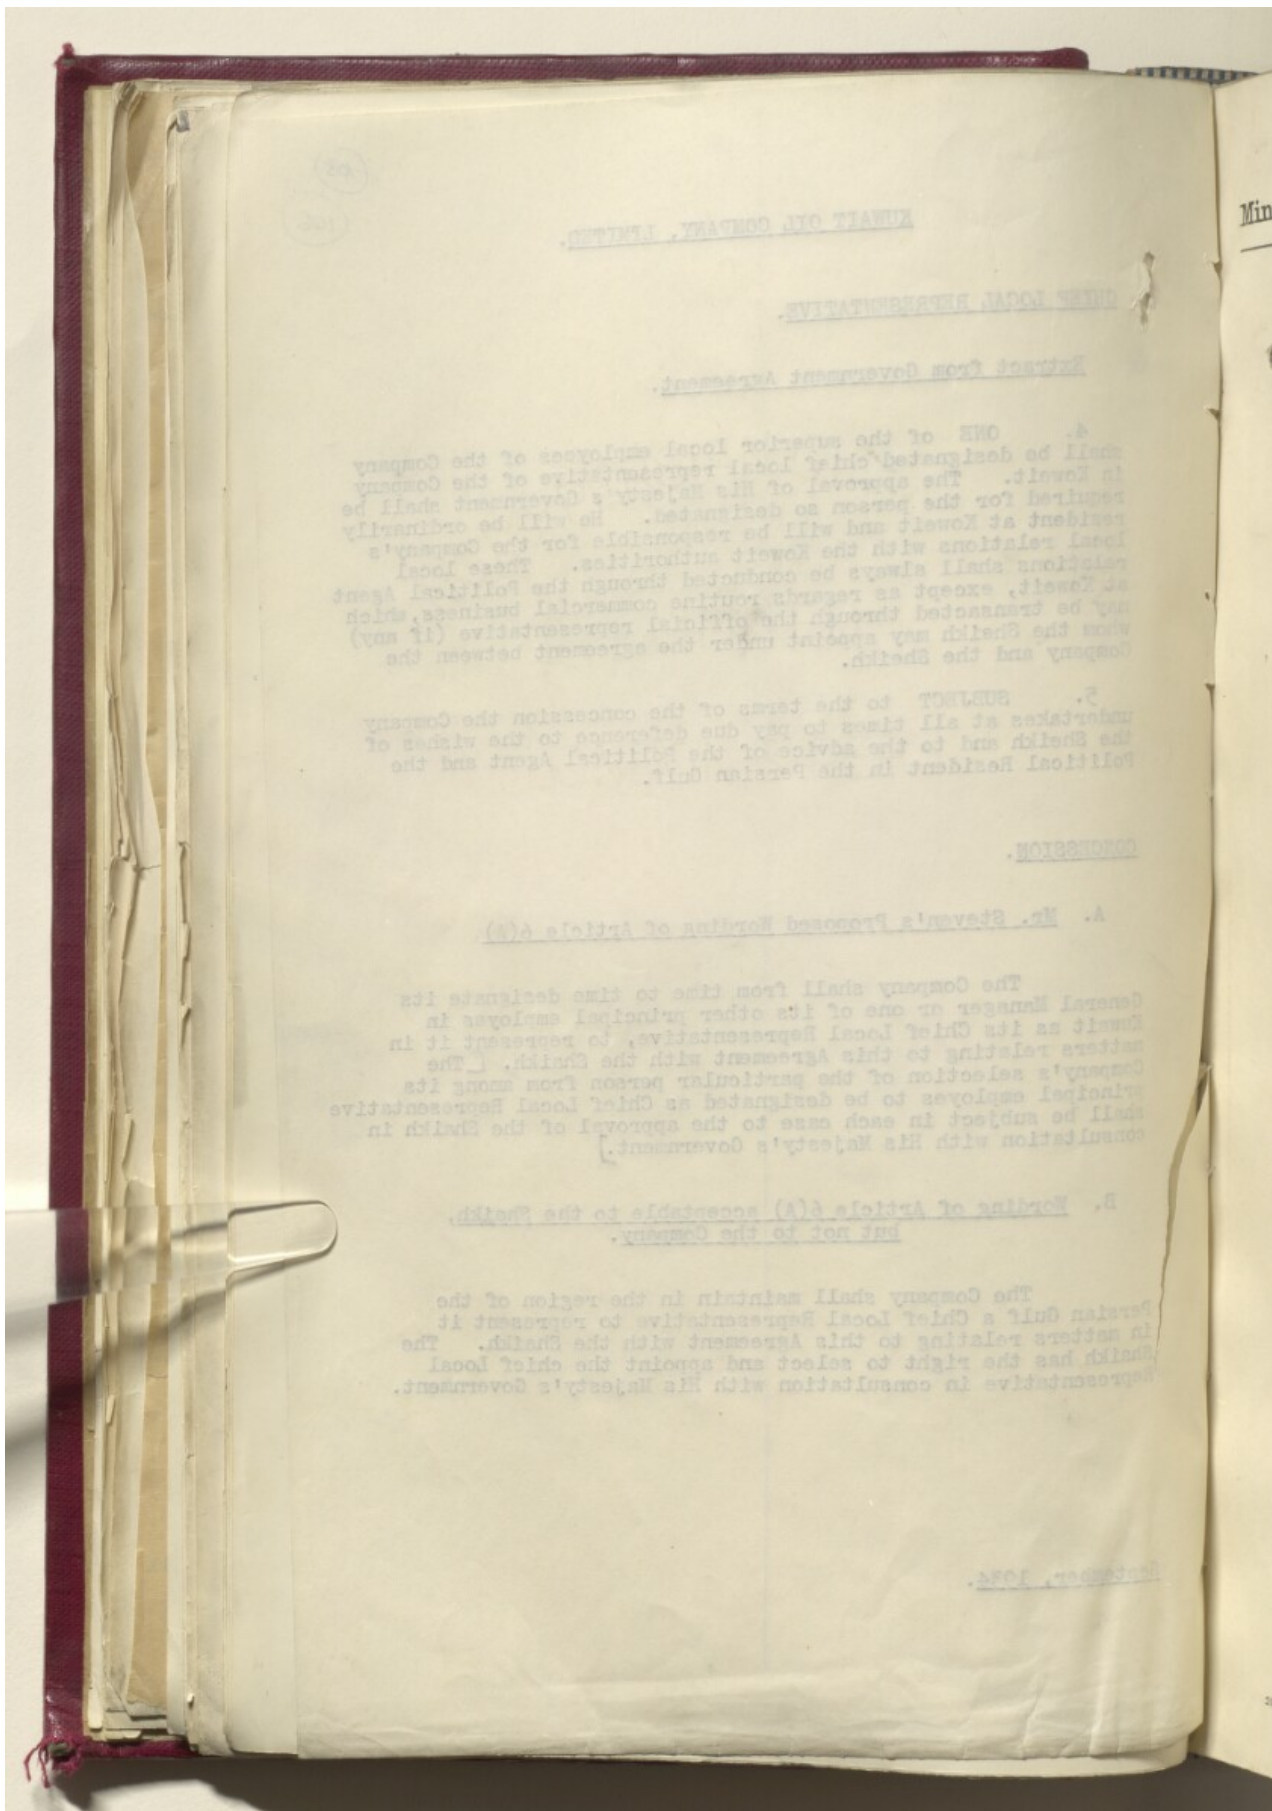 KUWAIT OIL COMPANY, LIMITED.
CHIEF LOCAL REPRESENTATIVE.
Extract from Government Agreement.
4. ONE of the superior local employees of the Company
shall be designated chief local representative of the Company
in Koweit. The approval of His Majesty's Government shall be
required for the person so designated. He will be ordinarily
resident at Koweit and will be responsible for the Company's
local relations with the Koweit authorities. These local
relations shall always be conducted through the Political Agent
at Koweit, except as regards routine commercial business, which
may be transacted through the official representative (if any)
whom the Sheikh may appoint under the agreement between the
Company and the Sheikh.
5. SUBJECT to the terms of the concession the Company
undertakes at all times to pay due deference to the wishes of
the Sheikh and to the advice of the Political Agent and the
Political Resident in the Persian Gulf.
CONCESSION.
A. Mr. Steven's Proposed Wording of Article 6(A)
The Company shall from time to time designate its
General Manager or one of its other principal employes in
Kuwait as its Chief Local Representative, to represent it in
matters relating to this Agreement with the Shaikh. [The
Company's selection of the particular person from among its
principal employes to be designated as Chief Local Representative
shall be subject in each case to the approval of the Shaikh in
consultation with His Majesty's Government.]
B. Wording of Article 6(A) acceptable to the Shaikh,
but not to the Company.
The Company shall maintain in the region of the
Persian Gulf a Chief Local Representative to represent it
in matters relating to this Agreement with the Shaikh. The
Shaikh has the right to select and appoint the chief Local
Representative in consultation with His Majesty's Government.
September, 1934.
Min